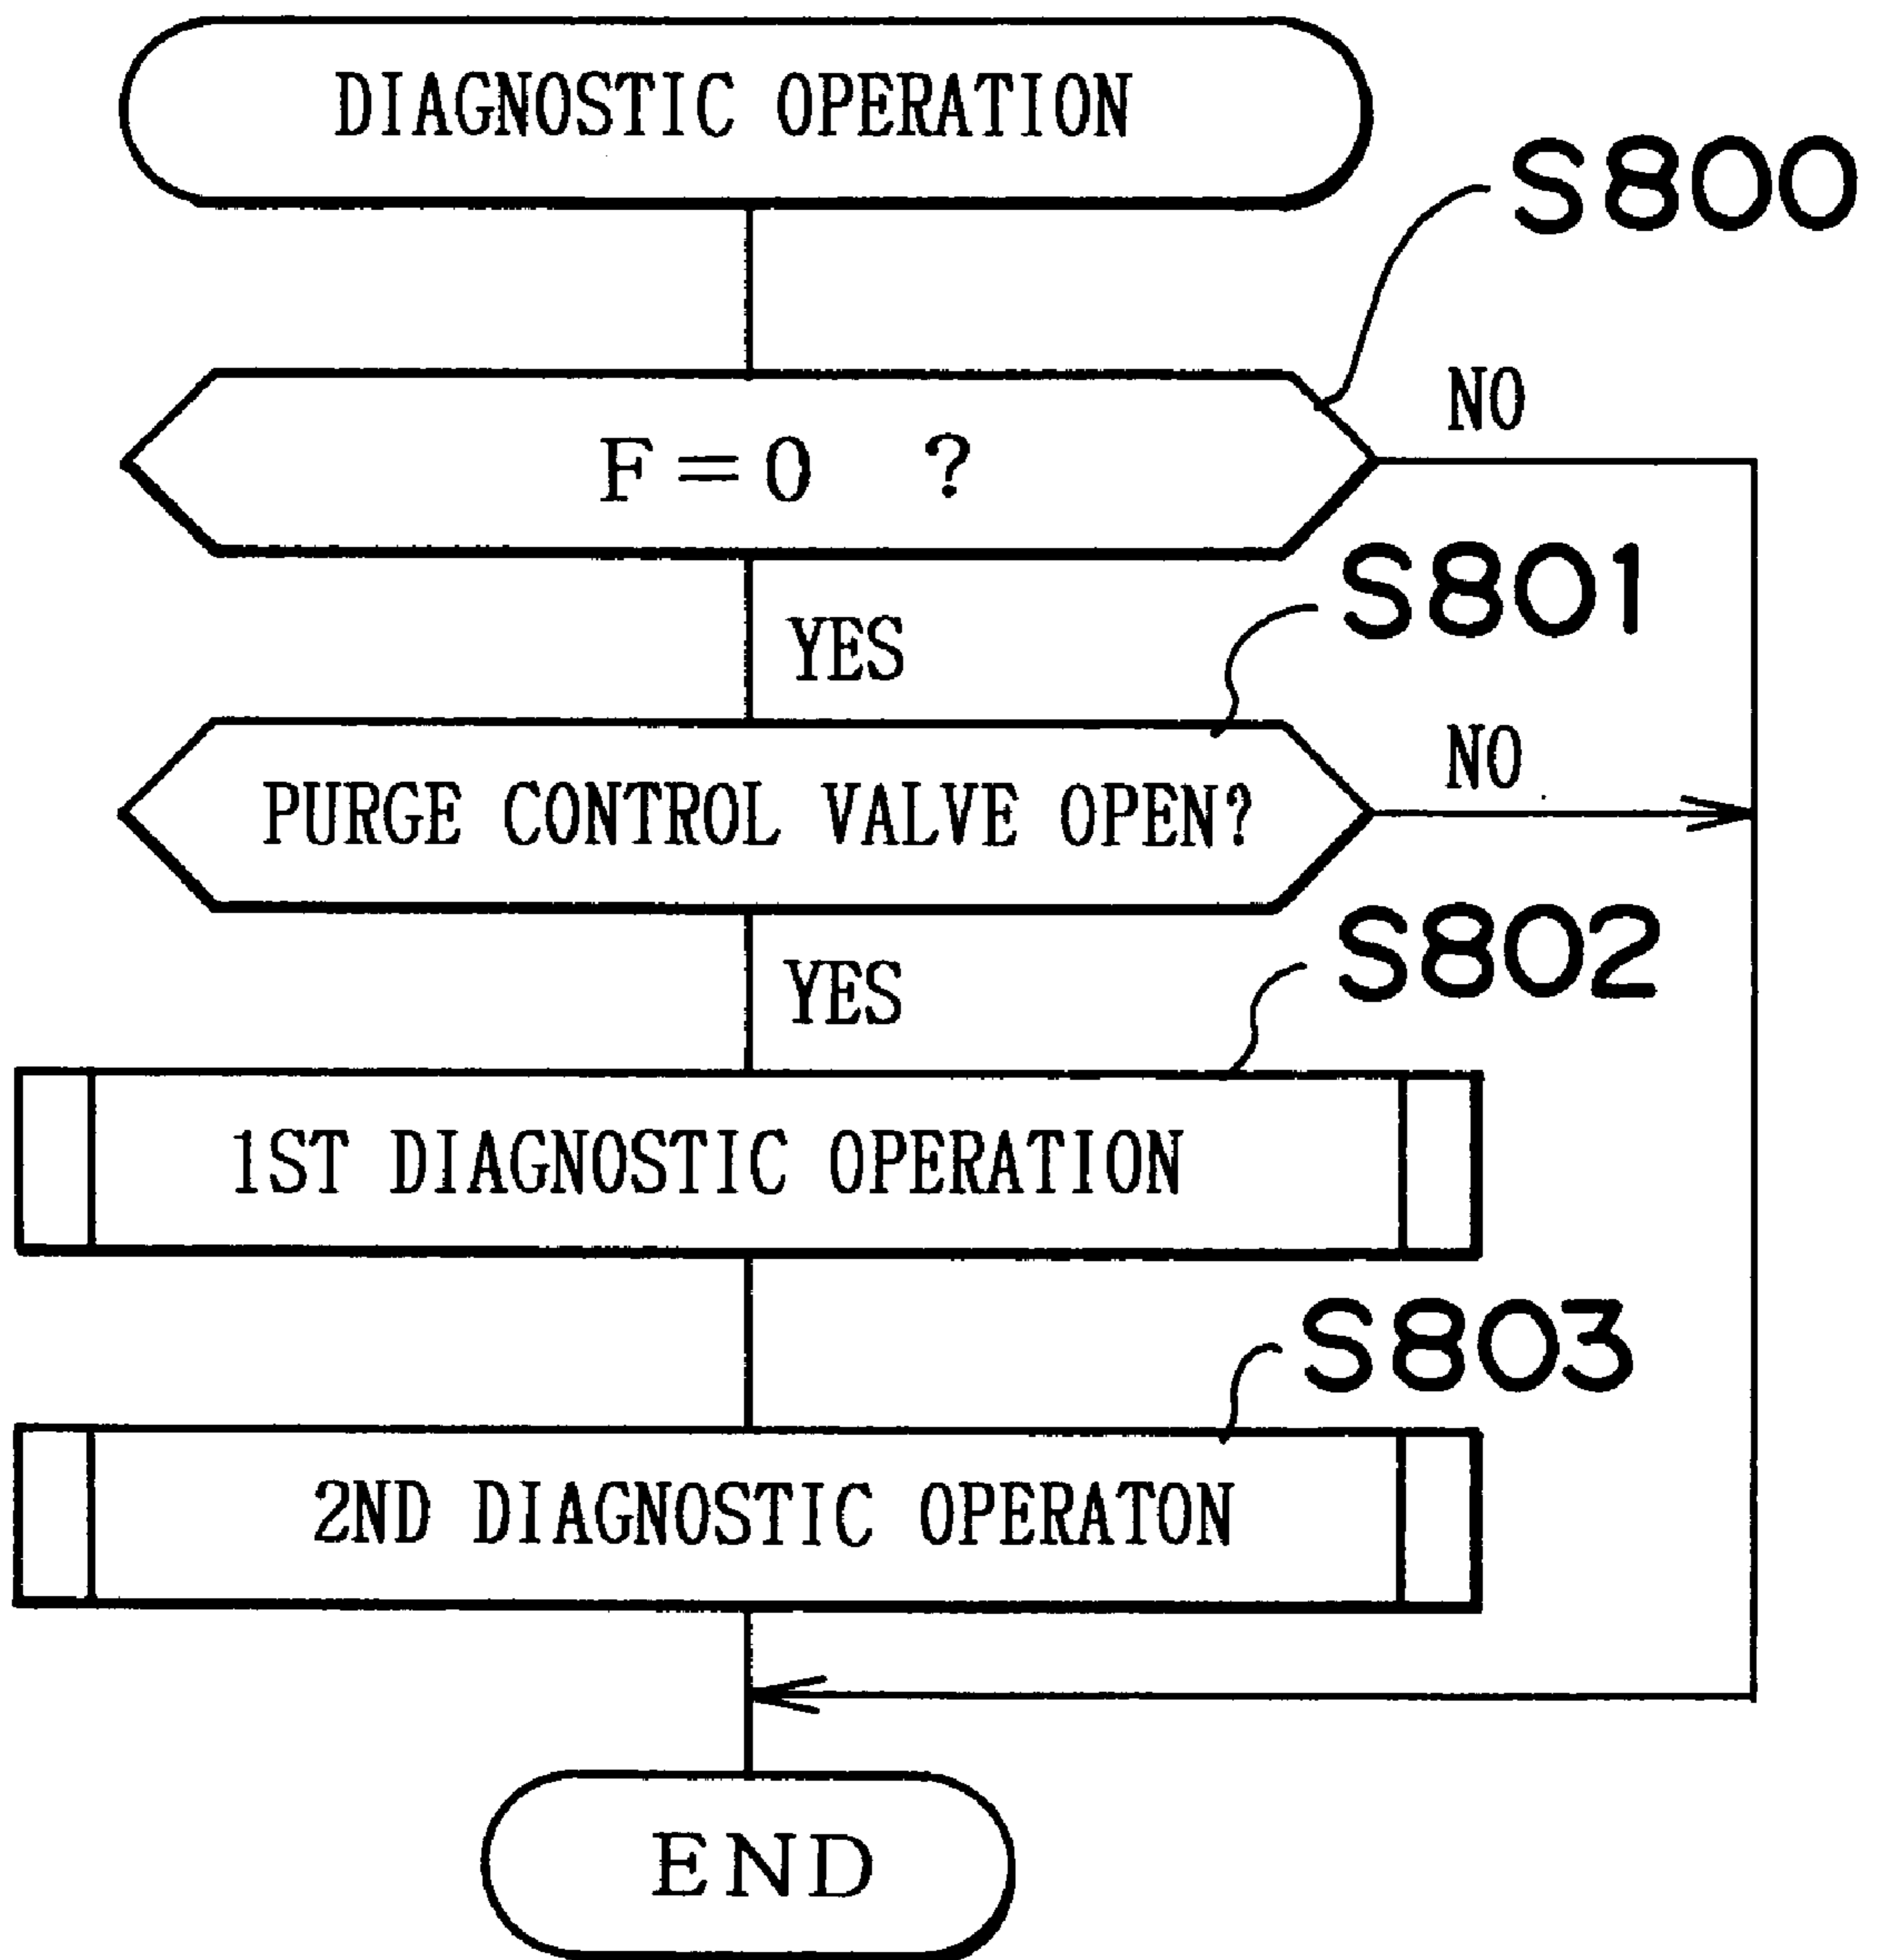 DIAGNOSTIC OPERATION
S800
F=0 ?
NO
YES
S801
PURGE CONTROL VALVE OPEN?
NO
YES
S802
1ST DIAGNOSTIC OPERATION
S803
2ND DIAGNOSTIC OPERATON
END